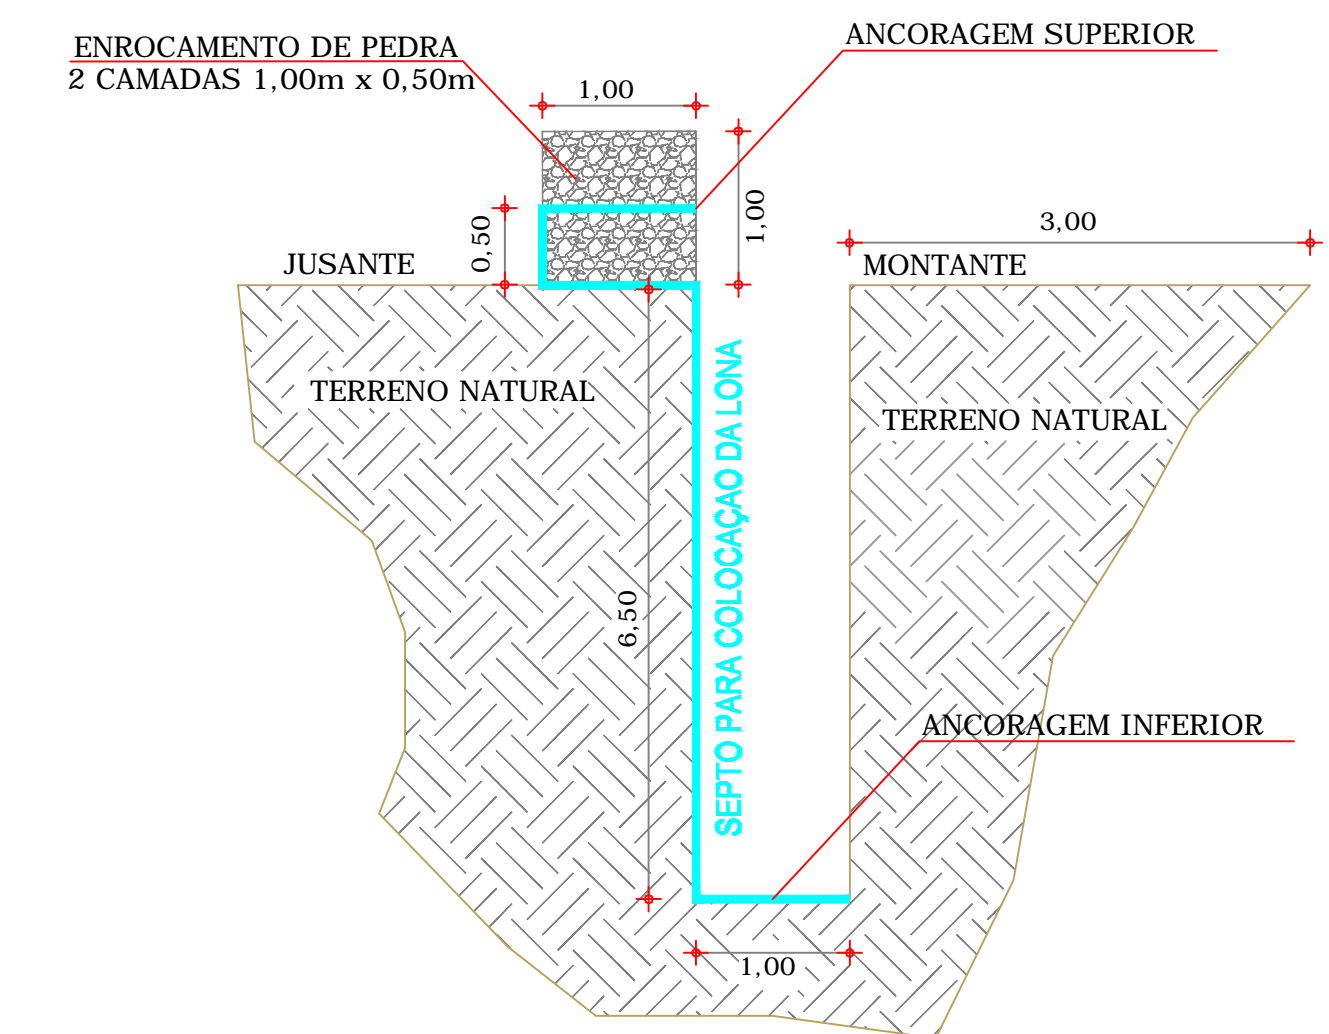 ENROCAMENTO DE PEDRA
2 CAMADAS 1,00m x 0,50m
ANCORAGEM SUPERIOR
1,00
1,00
0,50
3,00
JUSANTE
MONTANTE
TERRENO NATURAL
TERRENO NATURAL
SEPTO PARA COLOCAÇAO DA LONA
6,50
ANCORAGEM INFERIOR
1,00